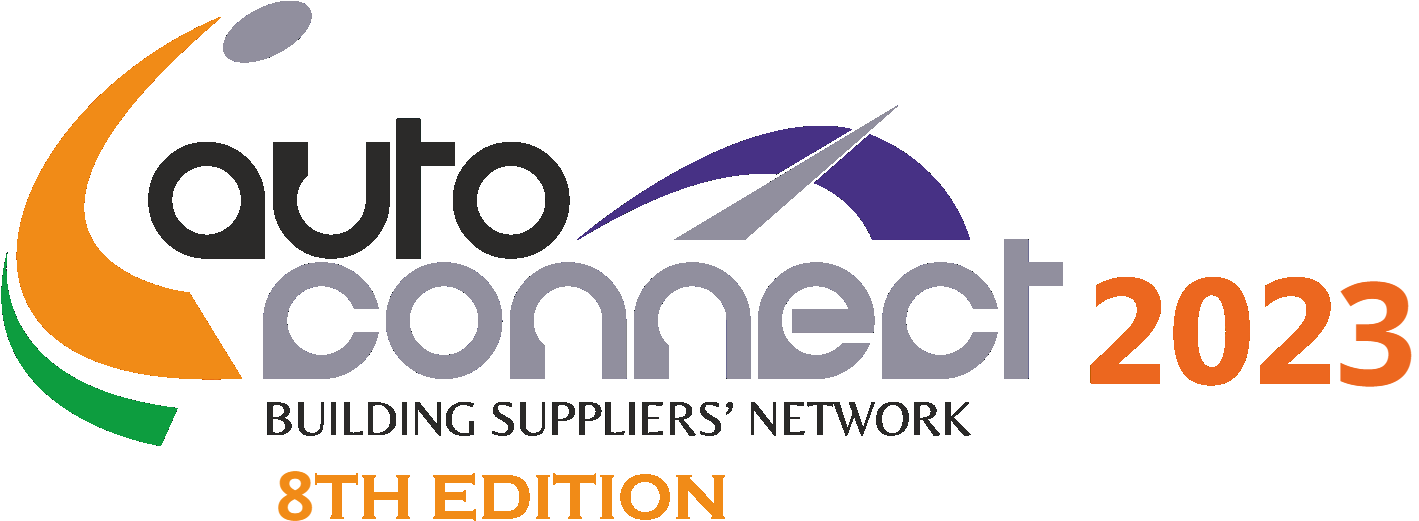 auto
connect 2023
BUILDING SUPPLIERS’ NETWORK
8TH EDITION